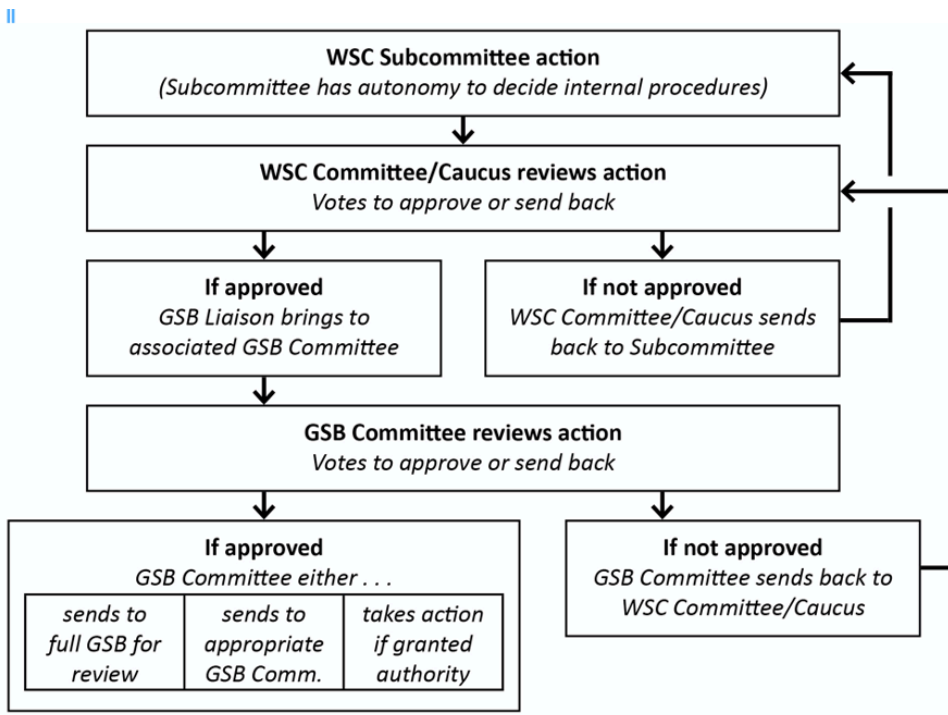 WSC Subcommittee action
(Subcommittee has autonomy to decide internal procedures)
WSC Committee/Caucus reviews action
Votes to approve or send back
If approved
GSB Liaison brings to
associated GSB Committee
If not approved
WSC Committee/Caucus sends
back to Subcommittee
GSB Committee reviews action
Votes to approve or send back
If approved
GSB Committee either . . .
sends to
full GSB for
review
sends to
appropriate
GSB Comm.
takes action
if granted
authority
If not approved
GSB Committee sends back to
WSC Committee/Caucus